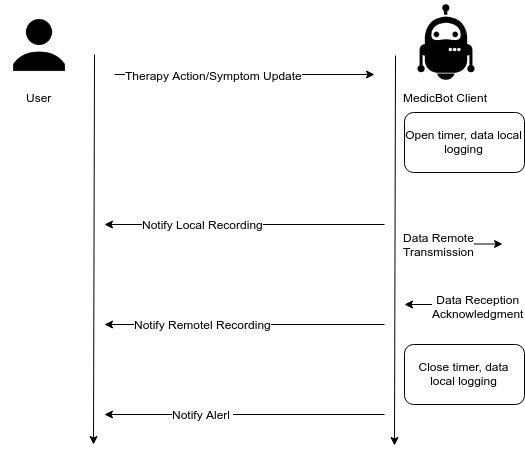 User
MedicBot Client
Therapy Action/Symptom Update
Open timer, data local
logging
Notify Local Recording
Data Remote
Transmission
Data Reception
Acknowledgment
Notify Remotel Recording
Close timer, data
local logging
Notify Alerl